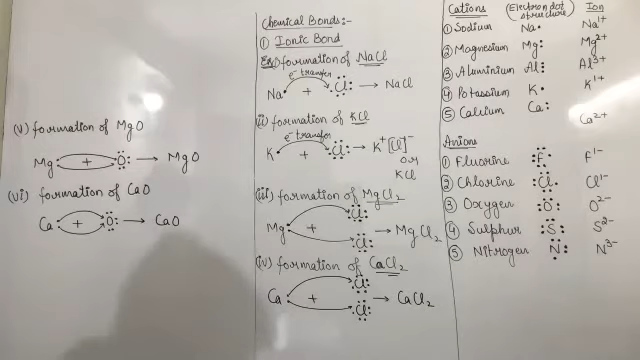 (v) formation of MgO
Mg + O → MgO
(vi) formation of CaO
Ca + O → CaO
Chemical Bonds:-
① Ionic Bond
(i) formation of NaCl
e⁻ transfer
Na + Cl → NaCl
(ii) formation of KCl
e⁻ transfer
K + Cl → K⁺[Cl]⁻
or
KCl
(iii) formation of MgCl₂
Cl
Mg + → MgCl₂
Cl
(iv) formation of CaCl₂
Cl
Ca + → CaCl₂
Cl
Cations (Electron dot structure) Ion
① Sodium Na• Na¹⁺
② Magnesium Mg: Mg²⁺
③ Aluminium Al Al³⁺
④ Potassium K• K¹⁺
⑤ Calcium Ca: Ca²⁺
Anions
① Fluorine F F¹⁻
② Chlorine Cl Cl¹⁻
③ Oxygen O O²⁻
④ Sulphur S S²⁻
⑤ Nitrogen N N³⁻